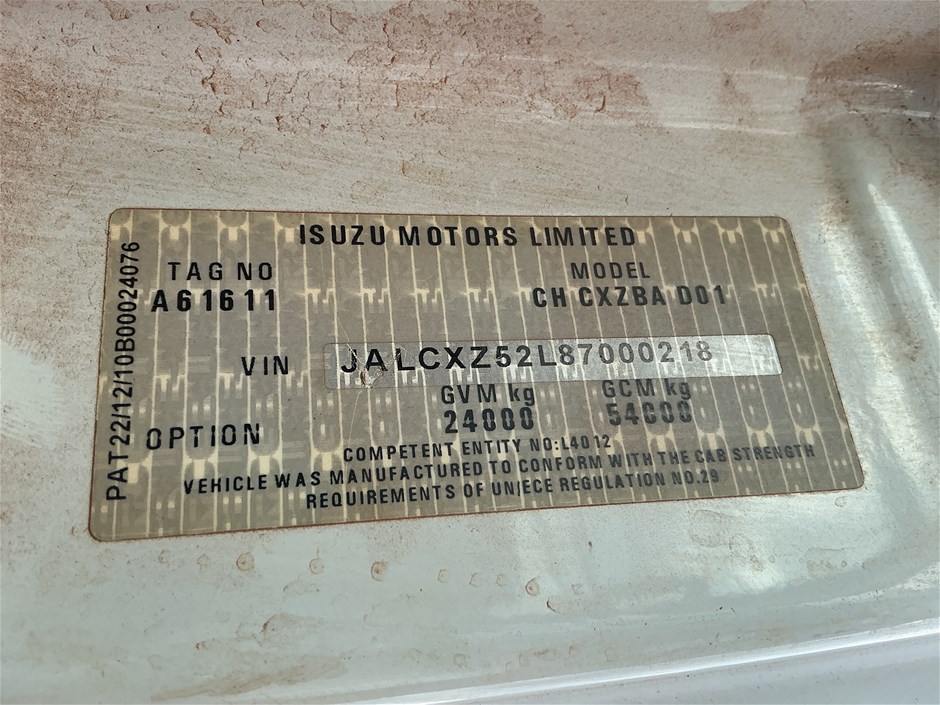 ISUZU MOTORS LIMITED
TAG NO
A61611
MODEL
CH CXZBA D01
VIN
JALCXZ52L87000218
GVM kg
24000
GCM kg
54000
OPTION
COMPETENT ENTITY NO:L4012
VEHICLE WAS MANUFACTURED TO CONFORM WITH THE CAB STRENGTH
REQUIREMENTS OF UNJECE REGULATION NO.29
PAT22/12/10B00024076